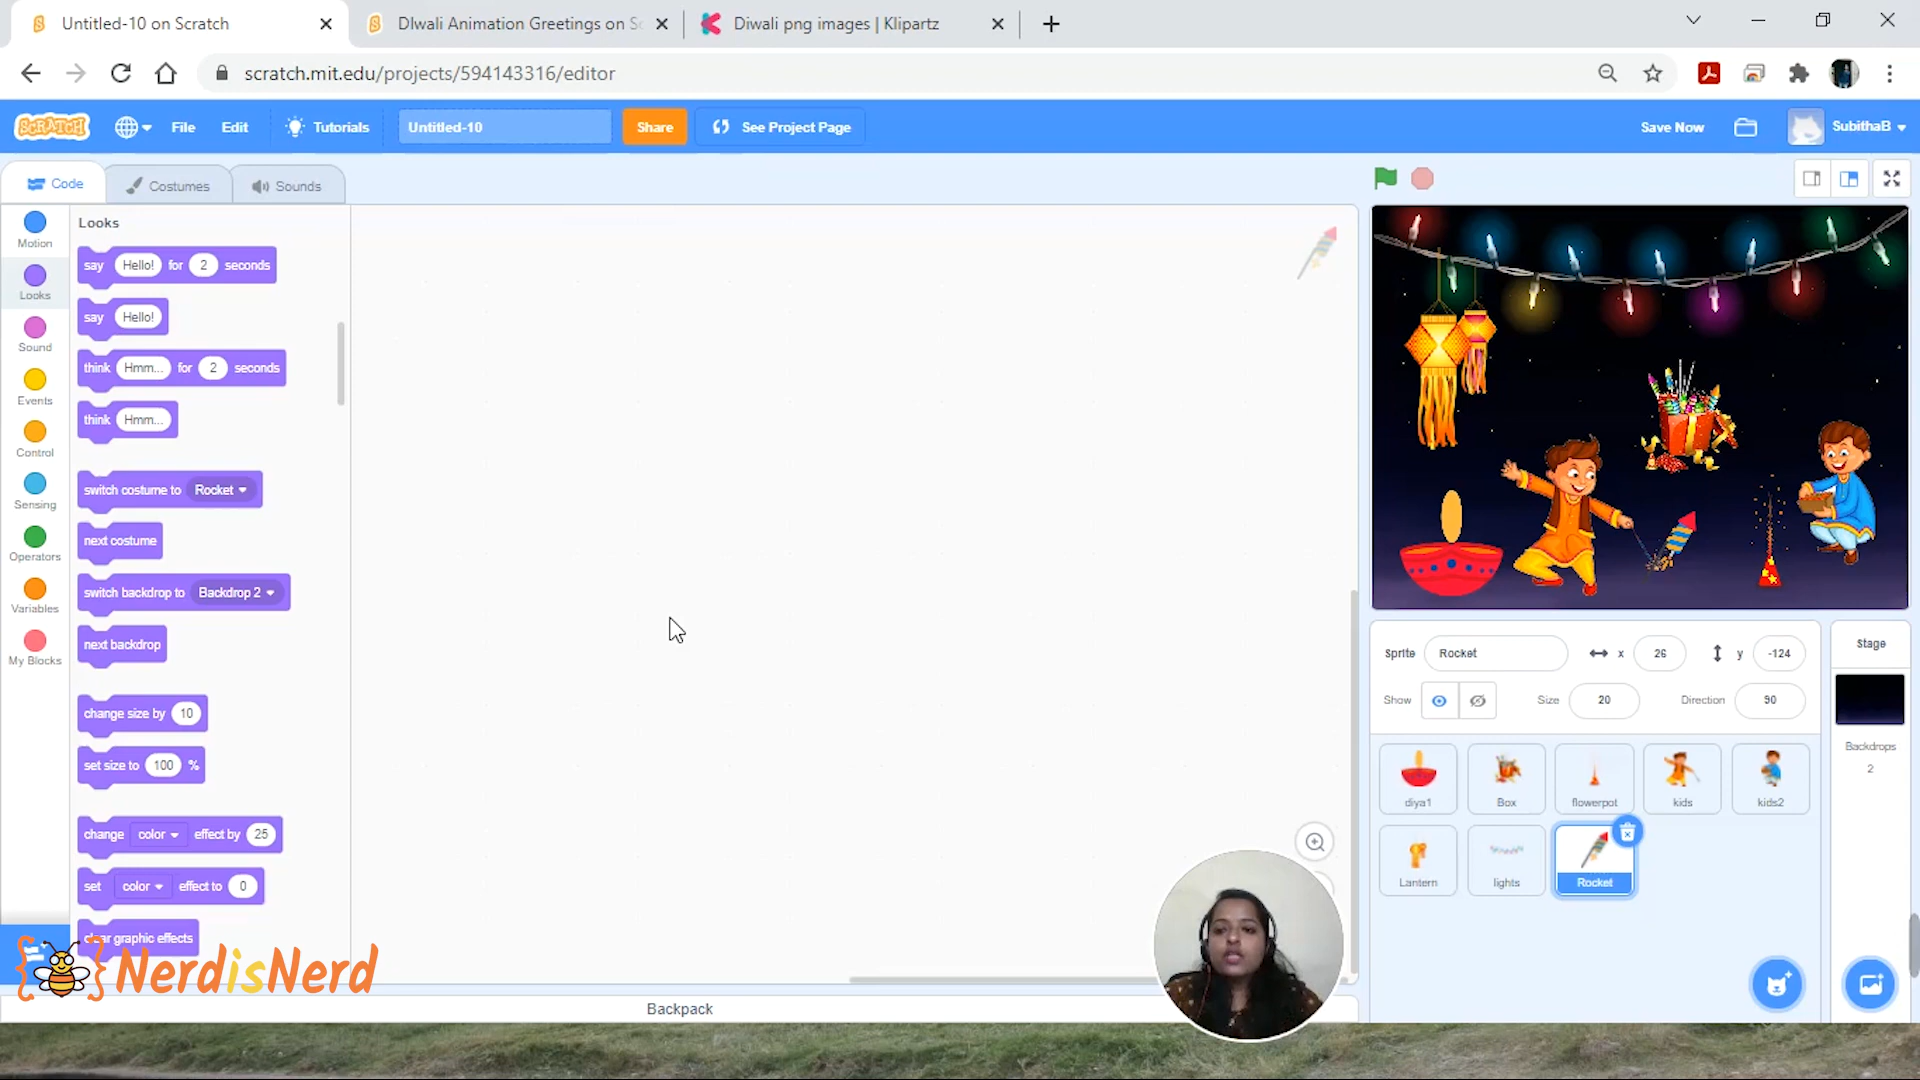 Untitled-10 on Scratch
DIwali Animation Greetings on Sc
Diwali png images | Klipartz
scratch.mit.edu/projects/594143316/editor
SCRATCH
File
Edit
Tutorials
Untitled-10
Share
See Project Page
Save Now
SubithaB
Code
Costumes
Sounds
Motion
Looks
Sound
Events
Control
Sensing
Operators
Variables
My Blocks
Looks
say Hello! for 2 seconds
say Hello!
think Hmm... for 2 seconds
think Hmm...
switch costume to Rocket
next costume
switch backdrop to Backdrop 2
next backdrop
change size by 10
set size to 100 %
change color effect by 25
set color effect to 0
clear graphic effects
{NerdisNerd
Backpack
Sprite Rocket x 26 y -124
Show Size 20 Direction 90
diya1
Box
flowerpot
kids
kids2
Lantern
lights
Rocket
Stage
Backdrops
2